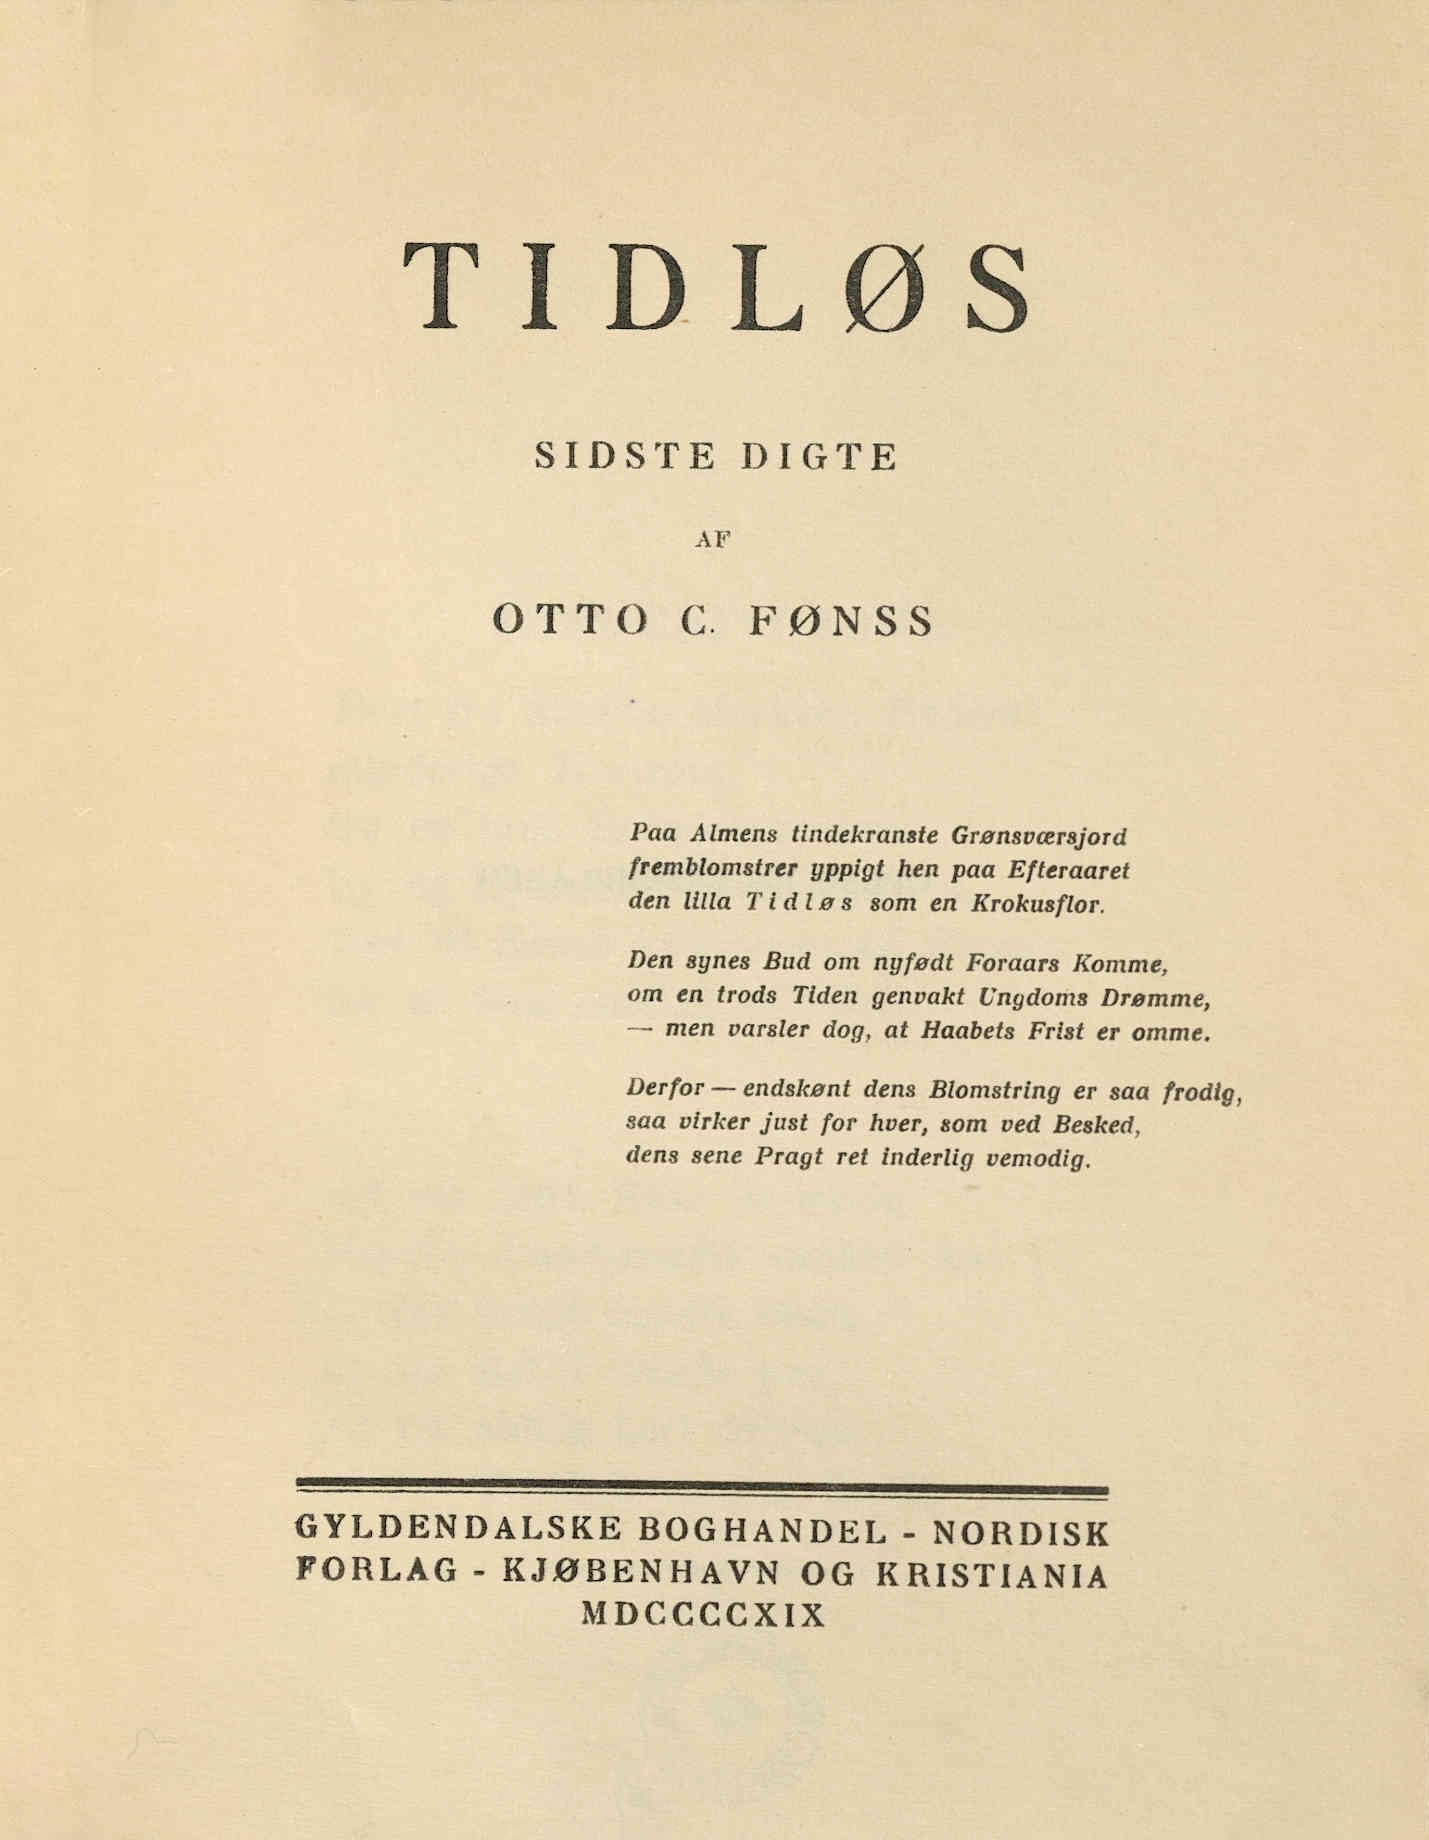 TIDLØS
SIDSTE DIGTE
AF
OTTO C. FØNSS
Paa Almens tindekranste Grønsværsjord
fremblomstrer yppigt hen paa Efteraaret
den lilla Tidløs som en Krokusflor.
Den synes Bud om nyfødt Foraars Komme,
om en trods Tiden genvakt Ungdoms Drømme,
— men varsler dog, at Haabets Frist er omme.
Derfor — endskønt dens Blomstring er saa frodig,
saa virker just for hver, som ved Besked,
dens sene Pragt ret inderlig vemodig.
GYLDENDALSKE BOGHANDEL - NORDISK
FORLAG - KJØBENHAVN OG KRISTIANIA
MDCCCCXIX